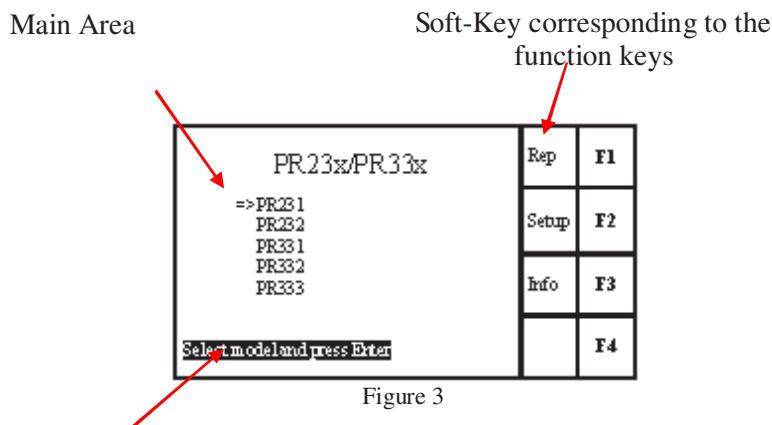 Main Area
Soft-Key corresponding to the
function keys
PR23x/PR33x
=>PR231
PR232
PR331
PR332
PR333
Select model and press Enter
Rep F1
Setup F2
Info F3
F4
Figure 3